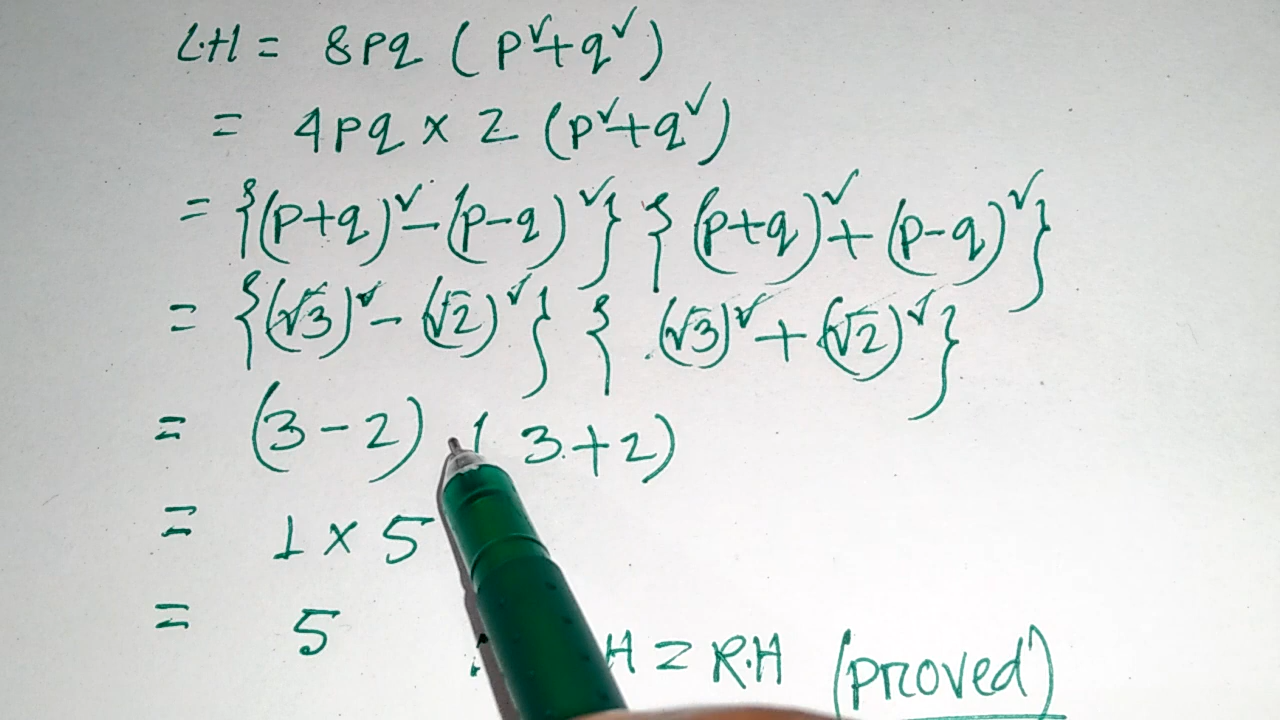 L.H = 8pq (p²+q²)
= 4pq × 2 (p²+q²)
= {(p+q)² - (p-q)²} {(p+q)² + (p-q)²}
= {(√3)² - (√2)²} {(√3)² + (√2)²}
= (3-2) (3+2)
= 1 × 5
= 5
H = R.H (proved)